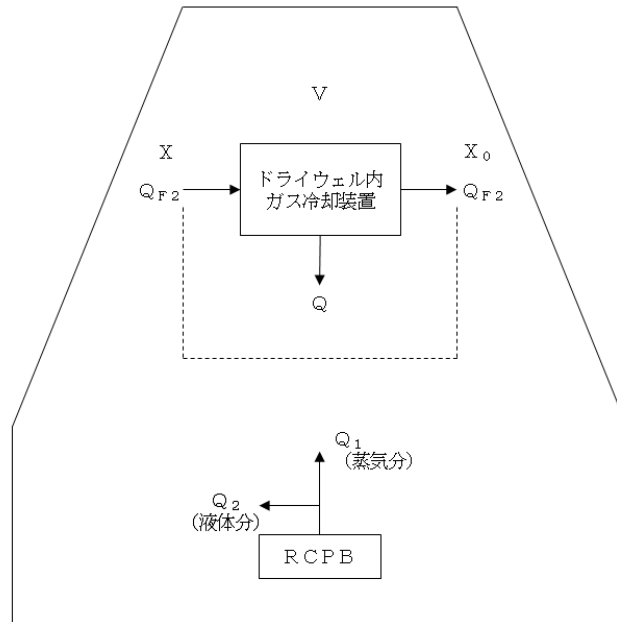 V
X
X₀
Q_F2
ドライウェル内
ガス冷却装置
Q_F2
Q
Q₁
(蒸気分)
Q₂
(液体分)
RCPB